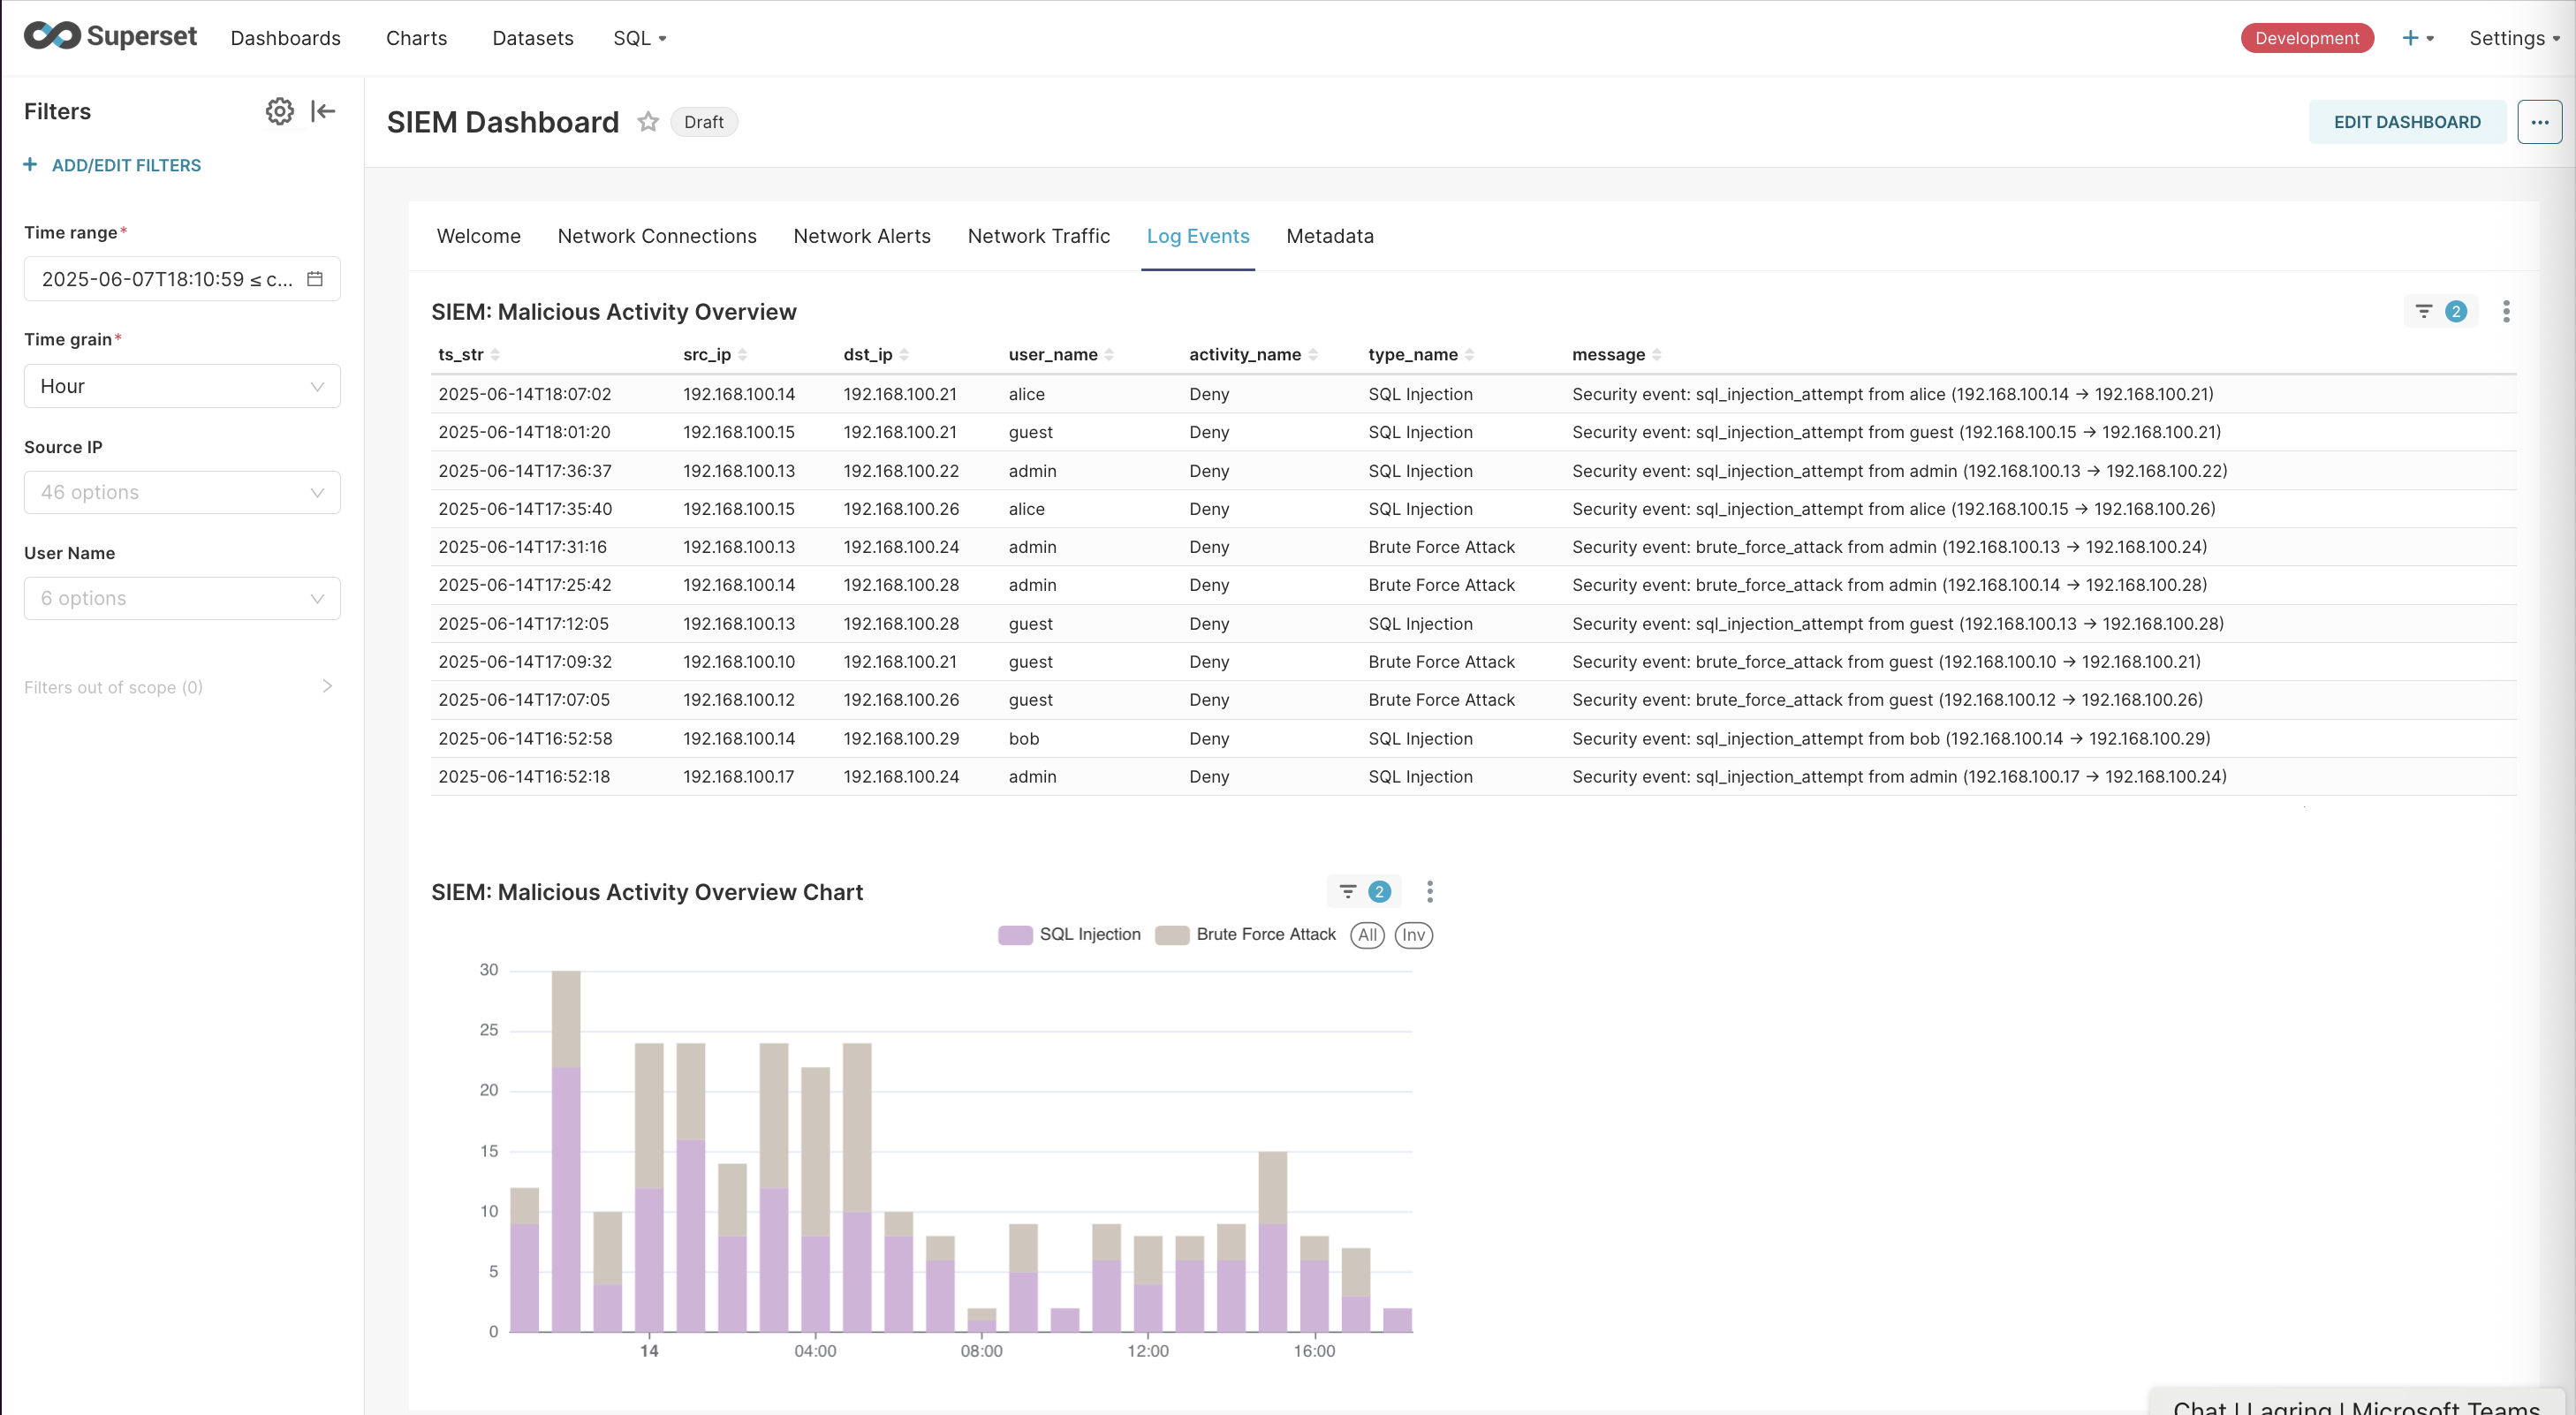 Superset Dashboards Charts Datasets SQL Development + Settings
Filters
+ ADD/EDIT FILTERS
Time range*
2025-06-07T18:10:59 ≤ c...
Time grain*
Hour
Source IP
46 options
User Name
6 options
Filters out of scope (0)
SIEM Dashboard Draft EDIT DASHBOARD ...
Welcome Network Connections Network Alerts Network Traffic Log Events Metadata
SIEM: Malicious Activity Overview 2
ts_str src_ip dst_ip user_name activity_name type_name message
2025-06-14T18:07:02 192.168.100.14 192.168.100.21 alice Deny SQL Injection Security event: sql_injection_attempt from alice (192.168.100.14 → 192.168.100.21)
2025-06-14T18:01:20 192.168.100.15 192.168.100.21 guest Deny SQL Injection Security event: sql_injection_attempt from guest (192.168.100.15 → 192.168.100.21)
2025-06-14T17:36:37 192.168.100.13 192.168.100.22 admin Deny SQL Injection Security event: sql_injection_attempt from admin (192.168.100.13 → 192.168.100.22)
2025-06-14T17:35:40 192.168.100.15 192.168.100.26 alice Deny SQL Injection Security event: sql_injection_attempt from alice (192.168.100.15 → 192.168.100.26)
2025-06-14T17:31:16 192.168.100.13 192.168.100.24 admin Deny Brute Force Attack Security event: brute_force_attack from admin (192.168.100.13 → 192.168.100.24)
2025-06-14T17:25:42 192.168.100.14 192.168.100.28 admin Deny Brute Force Attack Security event: brute_force_attack from admin (192.168.100.14 → 192.168.100.28)
2025-06-14T17:12:05 192.168.100.13 192.168.100.28 guest Deny SQL Injection Security event: sql_injection_attempt from guest (192.168.100.13 → 192.168.100.28)
2025-06-14T17:09:32 192.168.100.10 192.168.100.21 guest Deny Brute Force Attack Security event: brute_force_attack from guest (192.168.100.10 → 192.168.100.21)
2025-06-14T17:07:05 192.168.100.12 192.168.100.26 guest Deny Brute Force Attack Security event: brute_force_attack from guest (192.168.100.12 → 192.168.100.26)
2025-06-14T16:52:58 192.168.100.14 192.168.100.29 bob Deny SQL Injection Security event: sql_injection_attempt from bob (192.168.100.14 → 192.168.100.29)
2025-06-14T16:52:18 192.168.100.17 192.168.100.24 admin Deny SQL Injection Security event: sql_injection_attempt from admin (192.168.100.17 → 192.168.100.24)
SIEM: Malicious Activity Overview Chart 2
SQL Injection Brute Force Attack All Inv
30
25
20
15
10
5
0
14 04:00 08:00 12:00 16:00
Chat | Lagring | Microsoft Teams